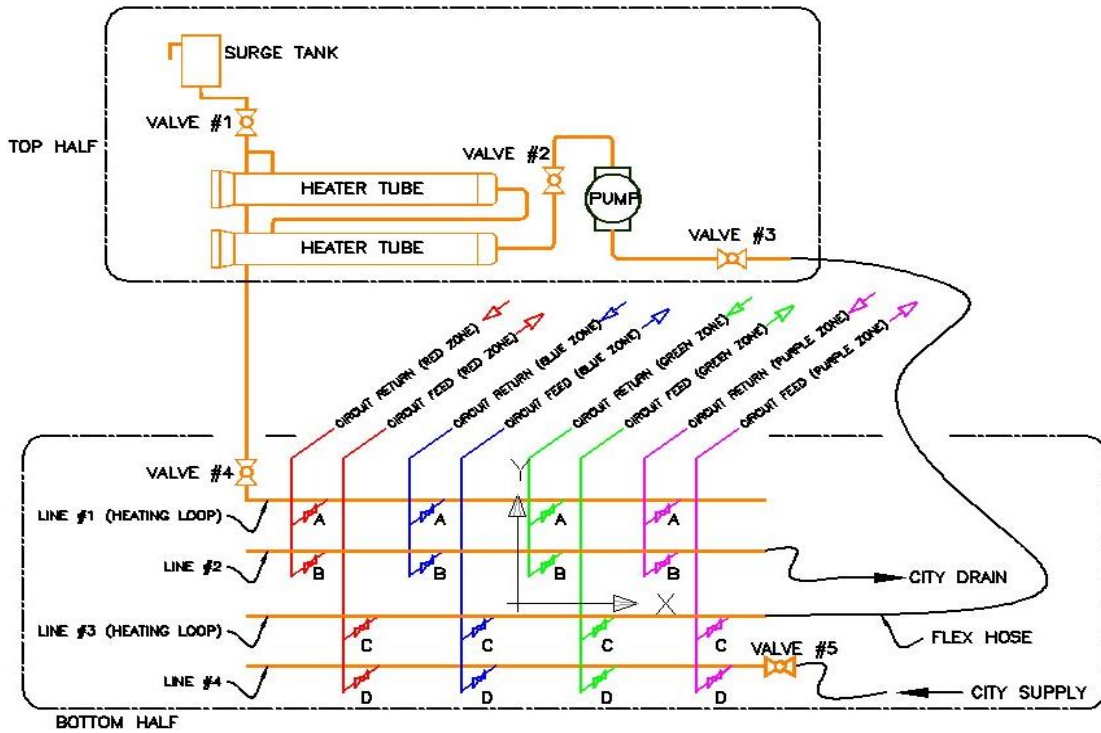 SURGE TANK
VALVE #1
TOP HALF
VALVE #2
HEATER TUBE
PUMP
HEATER TUBE
VALVE #3
CIRCUIT RETURN (RED ZONE)
CIRCUIT FEED (RED ZONE)
CIRCUIT RETURN (BLUE ZONE)
CIRCUIT FEED (BLUE ZONE)
CIRCUIT RETURN (GREEN ZONE)
CIRCUIT FEED (GREEN ZONE)
CIRCUIT RETURN (PURPLE ZONE)
CIRCUIT FEED (PURPLE ZONE)
VALVE #4
Y
LINE #1 (HEATING LOOP)
A A A A
LINE #2
B B B B
CITY DRAIN
X
LINE #3 (HEATING LOOP)
C C C C
FLEX HOSE
VALVE #5
LINE #4
D D D D
CITY SUPPLY
BOTTOM HALF